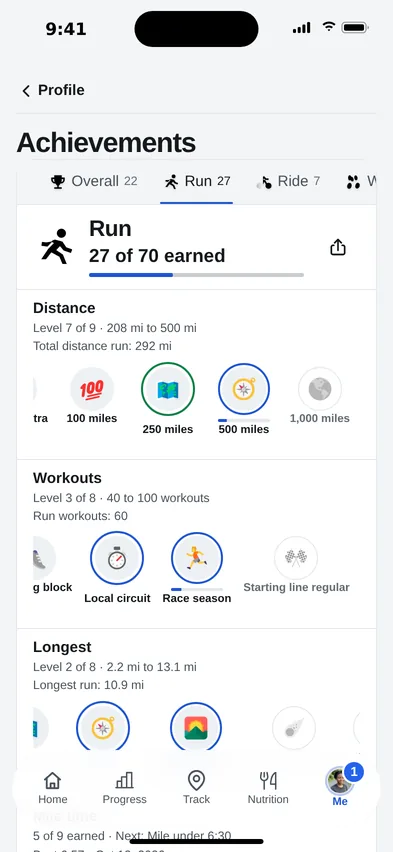 9:41
Profile
Achievements
Overall 22
Run 27
Ride 7
W
Run
27 of 70 earned
Distance
Level 7 of 9 · 208 mi to 500 mi
Total distance run: 292 mi
100
tra
100 miles
250 miles
500 miles
1,000 miles
Workouts
Level 3 of 8 · 40 to 100 workouts
Run workouts: 60
g block
Local circuit
Race season
Starting line regular
Longest
Level 2 of 8 · 2.2 mi to 13.1 mi
Longest run: 10.9 mi
1
Home
Progress
Track
Nutrition
Me
5 of 9 earned · Next: Mile under 6:30